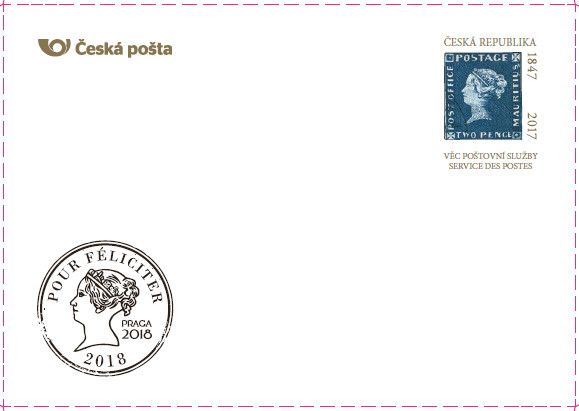 Česká pošta
ČESKÁ REPUBLIKA
POSTAGE
POST OFFICE
MAURITIUS
TWO PENCE
1847 2017
VĚC POŠTOVNÍ SLUŽBY
SERVICE DES POSTES
POUR FÉLICITER
PRAGA
2018
2018